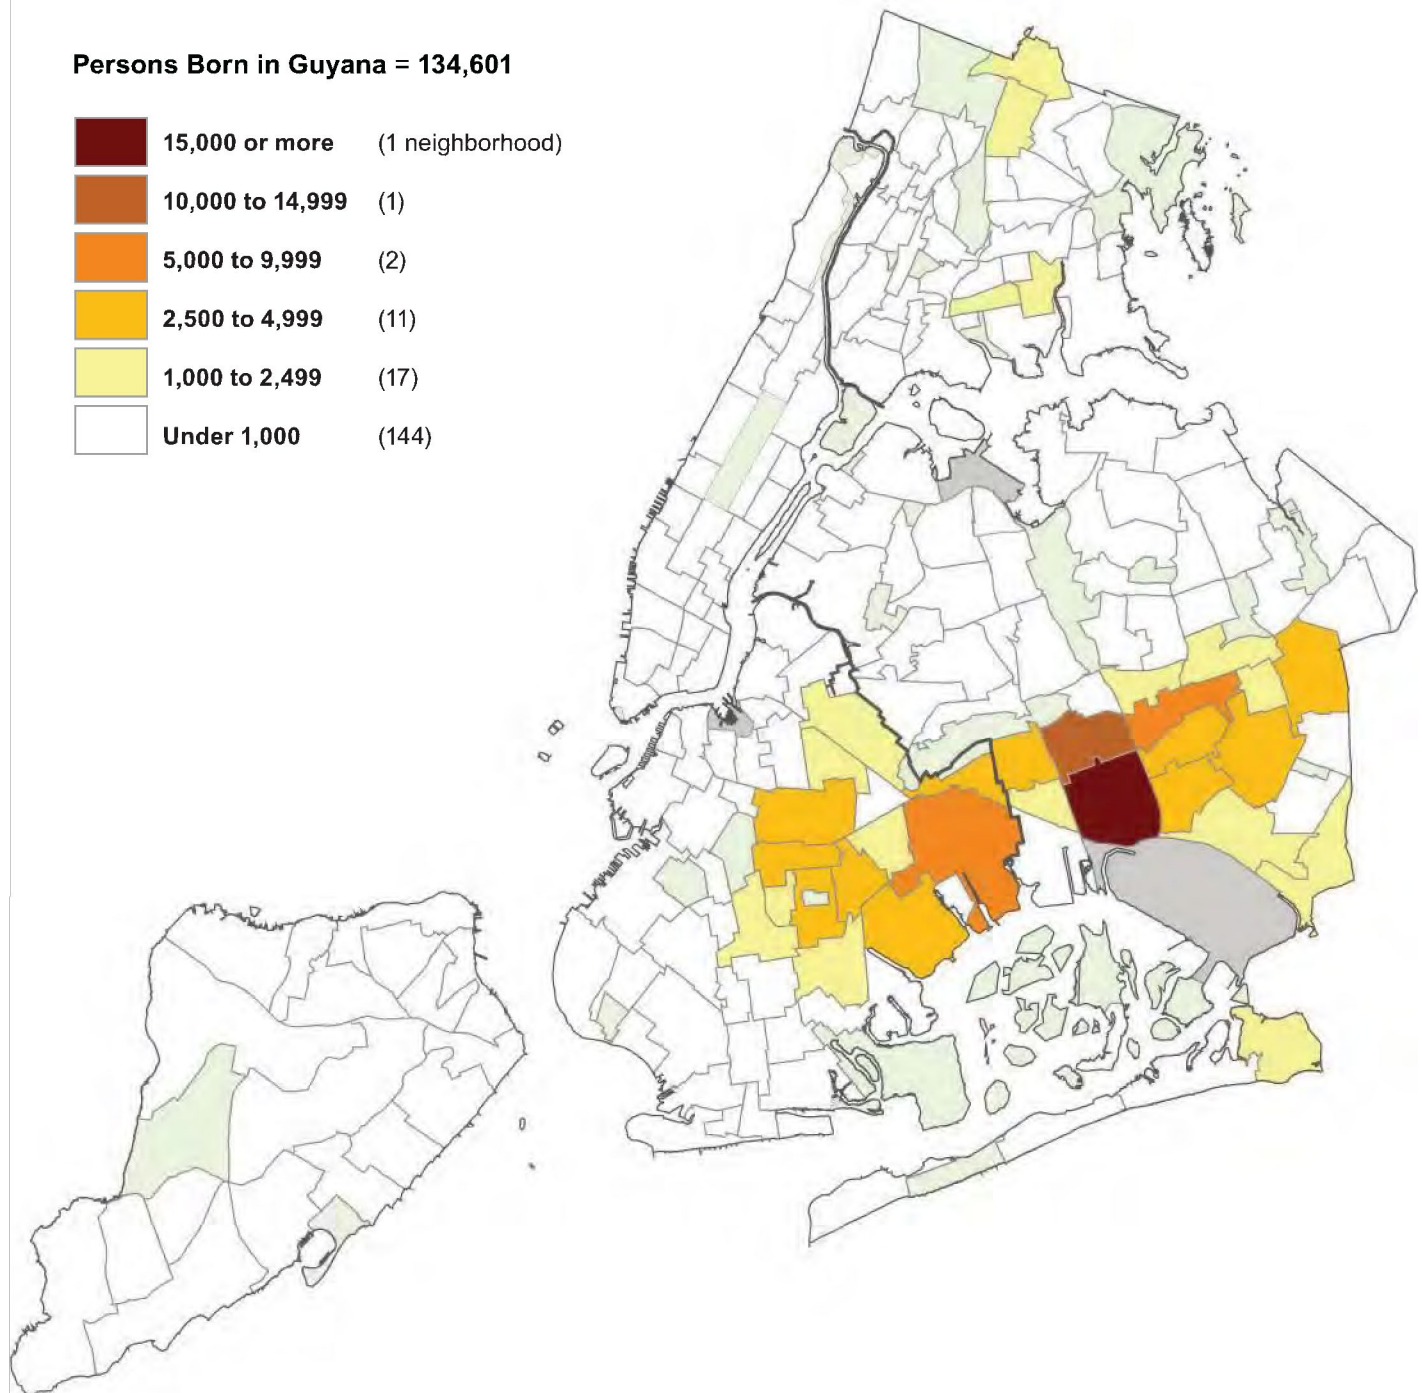 Persons Born in Guyana = 134,601
15,000 or more (1 neighborhood)
10,000 to 14,999 (1)
5,000 to 9,999 (2)
2,500 to 4,999 (11)
1,000 to 2,499 (17)
Under 1,000 (144)